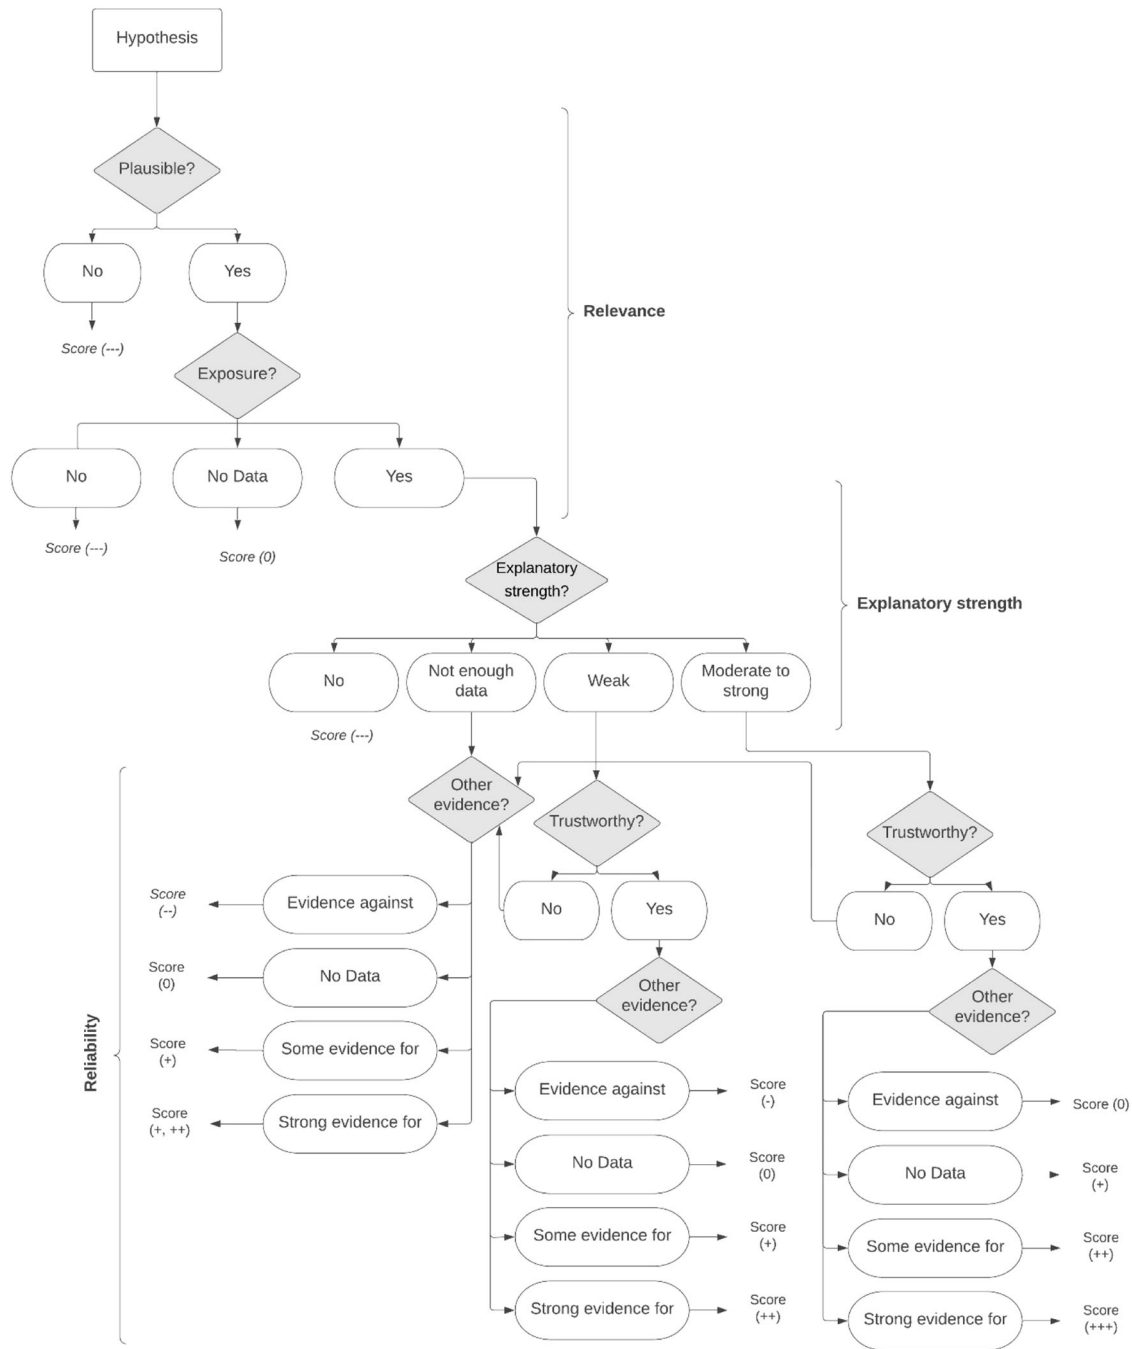 Hypothesis
Plausible?
No
Yes
Score (---)
Relevance
Exposure?
No
No Data
Yes
Score (---)
Score (0)
Explanatory
strength?
Explanatory strength
No
Not enough
data
Weak
Moderate to
strong
Score (---)
Other
evidence?
Trustworthy?
Trustworthy?
No
Yes
No
Yes
Reliability
Score
(--)
Evidence against
Score
(0)
No Data
Score
(+)
Some evidence for
Score
(+, ++)
Strong evidence for
Other
evidence?
Evidence against
Score
(-)
No Data
Score
(0)
Some evidence for
Score
(+)
Strong evidence for
Score
(++)
Other
evidence?
Evidence against
Score (0)
No Data
Score
(+)
Some evidence for
Score
(++)
Strong evidence for
Score
(+++)